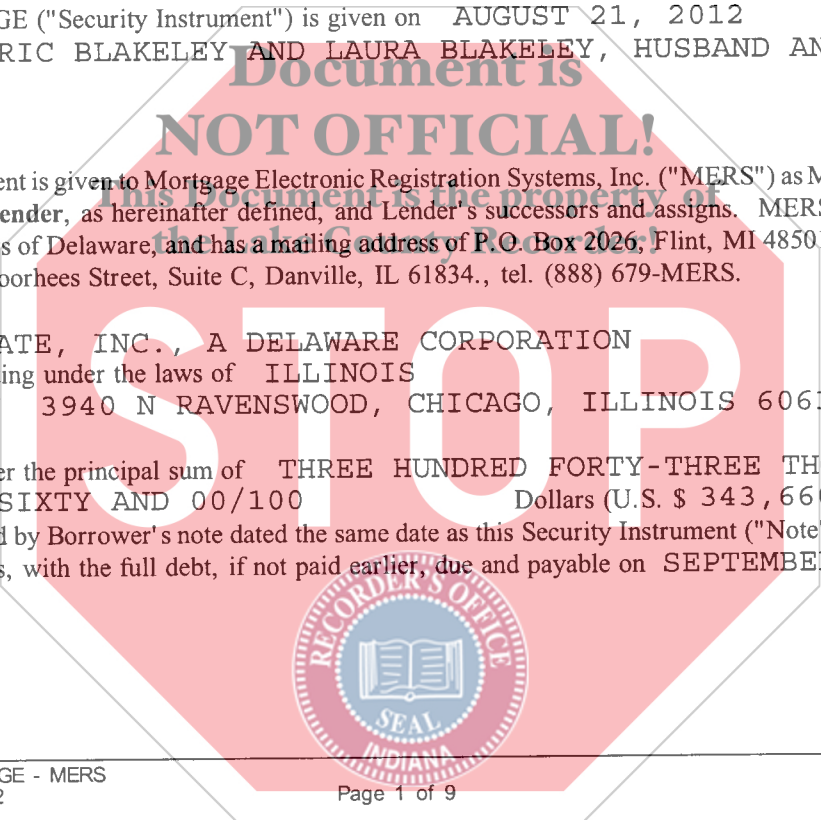 GE ("Security Instrument") is given on AUGUST 21, 2012
RIC BLAKELEY AND LAURA BLAKELEY, HUSBAND AN
Document is
NOT OFFICIAL!
ent is given to Mortgage Electronic Registration Systems, Inc. ("MERS") as M
This Document is the property of
ender, as hereinafter defined, and Lender's successors and assigns. MERS
s of Delaware, and has a mailing address of P.O. Box 2026, Flint, MI 48501
the Lake County Recorder!
oorhees Street, Suite C, Danville, IL 61834., tel. (888) 679-MERS.
STOP
ATE, INC., A DELAWARE CORPORATION
ing under the laws of ILLINOIS
3940 N RAVENSWOOD, CHICAGO, ILLINOIS 6061
er the principal sum of THREE HUNDRED FORTY-THREE TH
SIXTY AND 00/100 Dollars (U.S. $ 343,660
d by Borrower's note dated the same date as this Security Instrument ("Note"
s, with the full debt, if not paid earlier, due and payable on SEPTEMBER
RECORDER'S OFFICE
SEAL
INDIANA
GE - MERS
2
Page 1 of 9